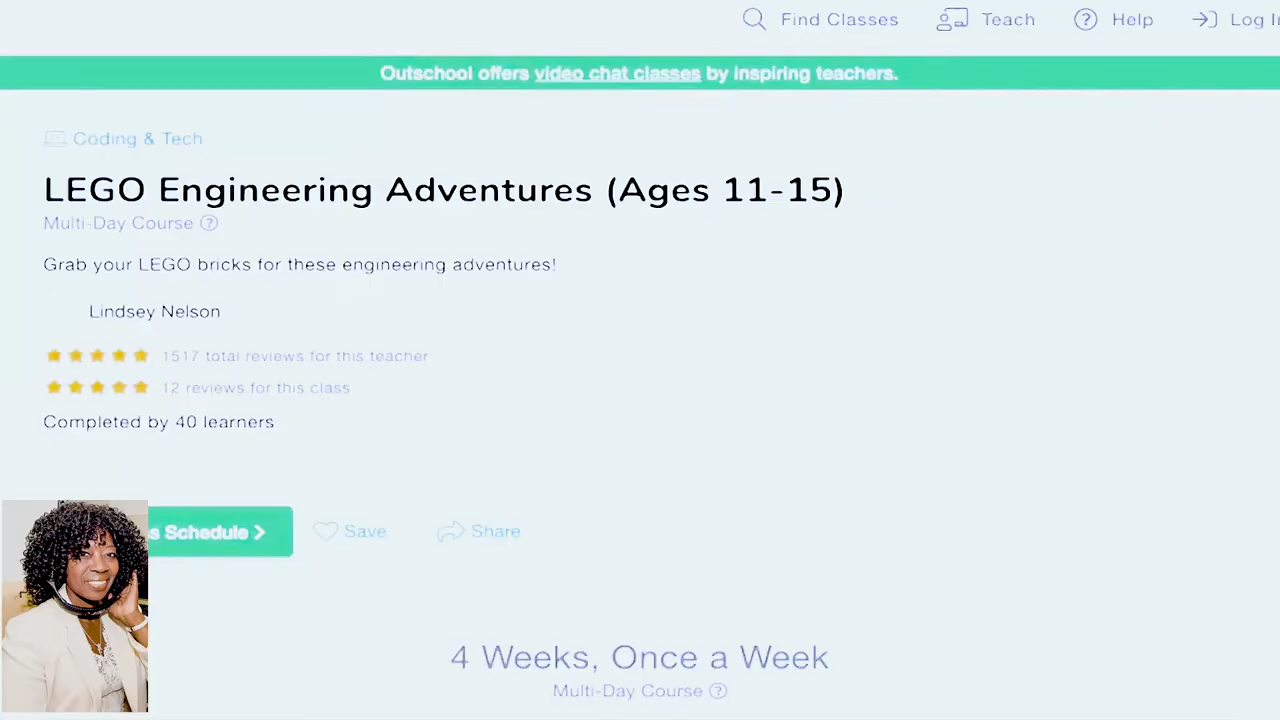 Find Classes Teach Help Log In
Outschool offers video chat classes by inspiring teachers.
Coding & Tech
LEGO Engineering Adventures (Ages 11-15)
Multi-Day Course ?
Grab your LEGO bricks for these engineering adventures!
Lindsey Nelson
1517 total reviews for this teacher
12 reviews for this class
Completed by 40 learners
s Schedule > Save Share
4 Weeks, Once a Week
Multi-Day Course ?